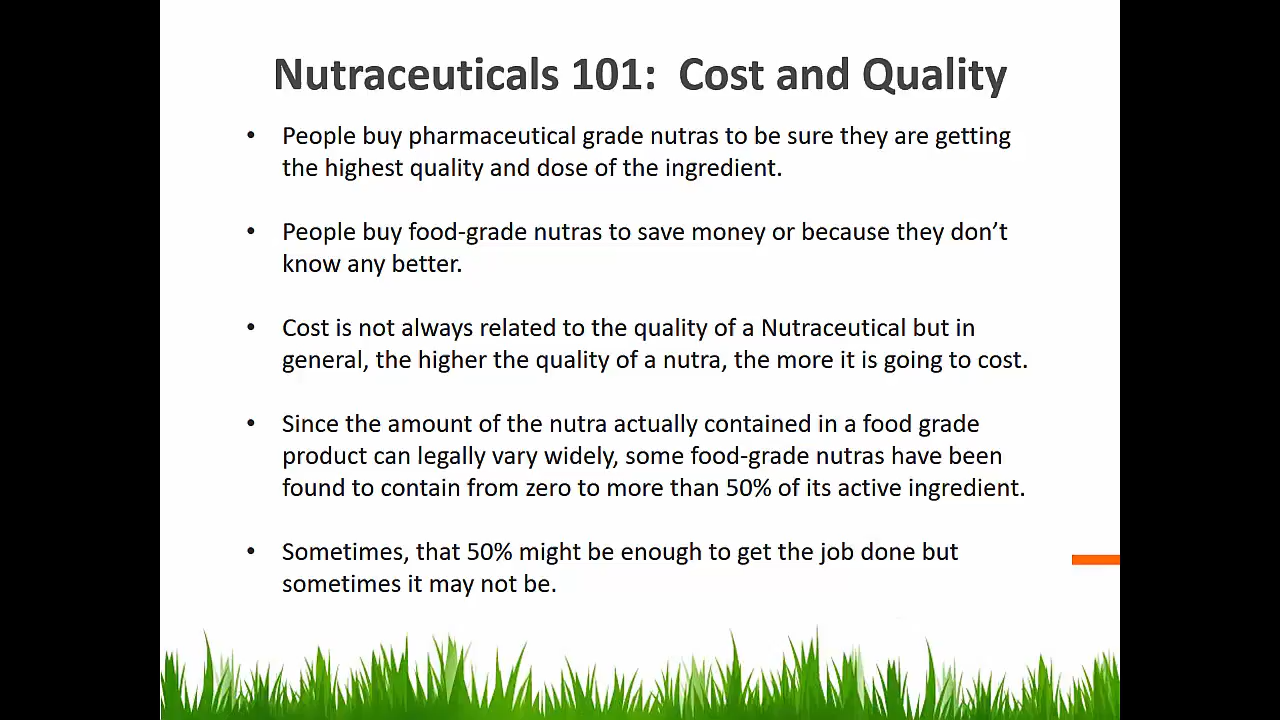 Nutraceuticals 101:  Cost and Quality
• People buy pharmaceutical grade nutras to be sure they are getting
the highest quality and dose of the ingredient.
• People buy food-grade nutras to save money or because they don’t
know any better.
• Cost is not always related to the quality of a Nutraceutical but in
general, the higher the quality of a nutra, the more it is going to cost.
• Since the amount of the nutra actually contained in a food grade
product can legally vary widely, some food-grade nutras have been
found to contain from zero to more than 50% of its active ingredient.
• Sometimes, that 50% might be enough to get the job done but
sometimes it may not be.